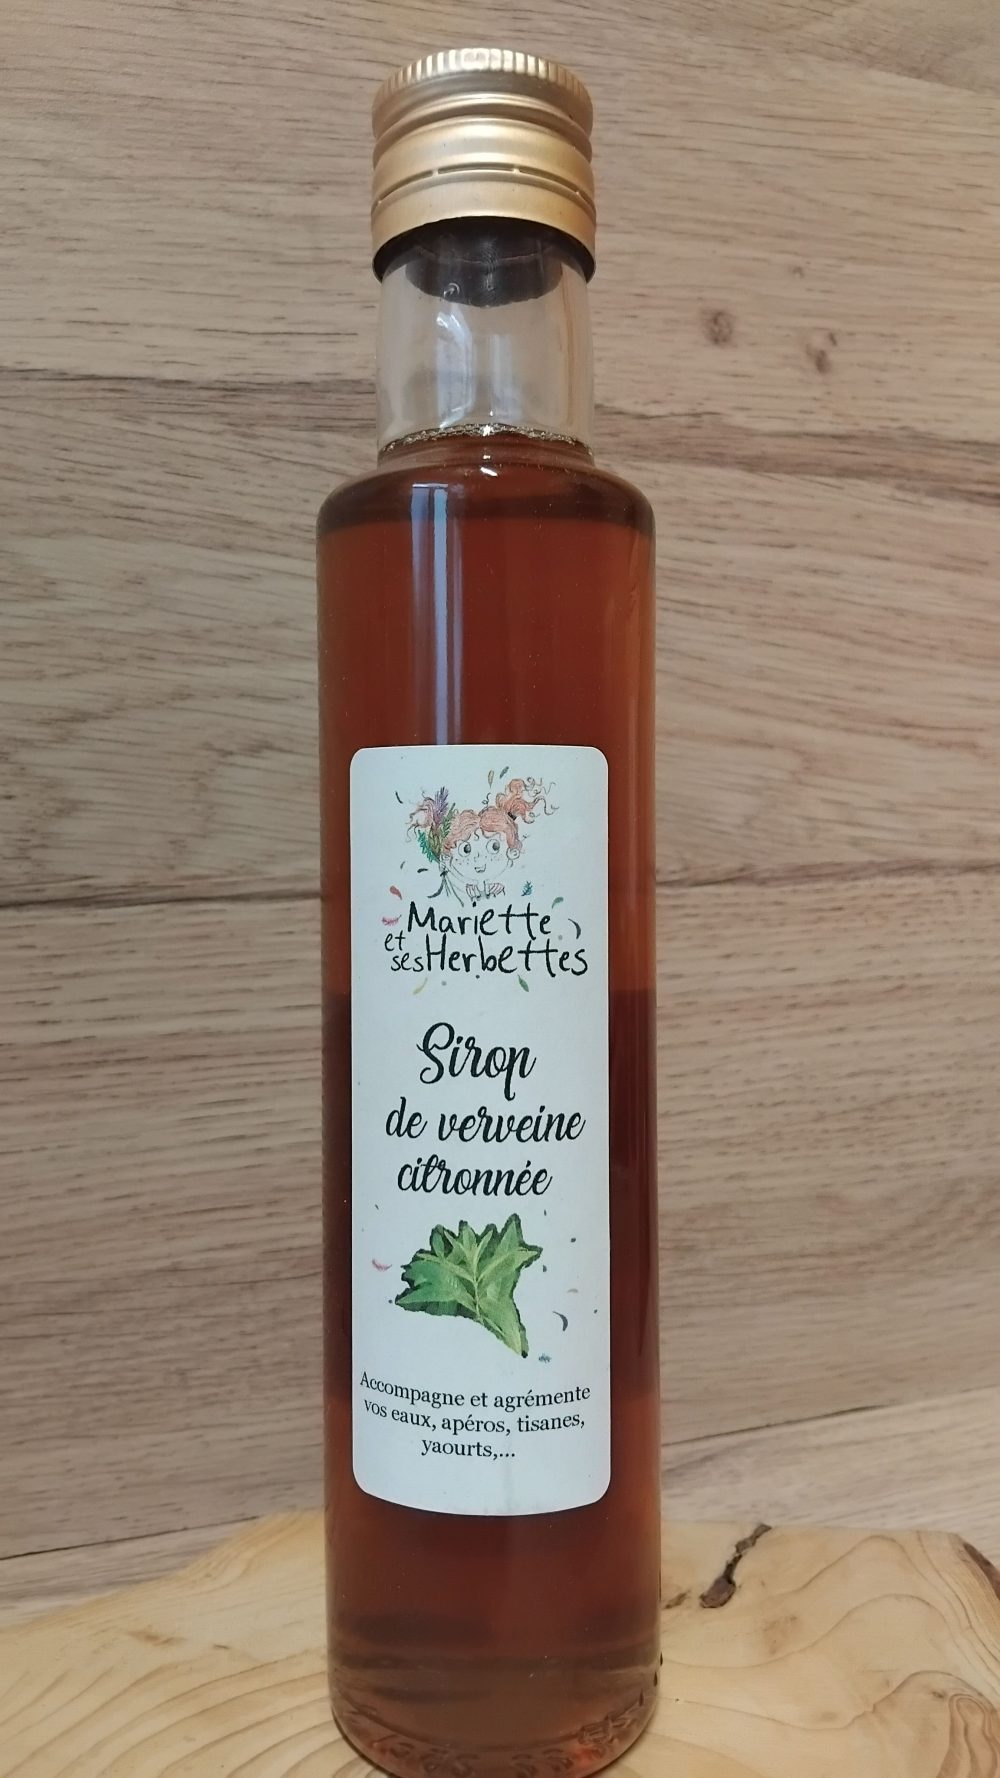 Mariette
et
ses Herbettes
Sirop
de verveine
citronnée
Accompagne et agrémente
vos eaux, apéros, tisanes,
yaourts,...